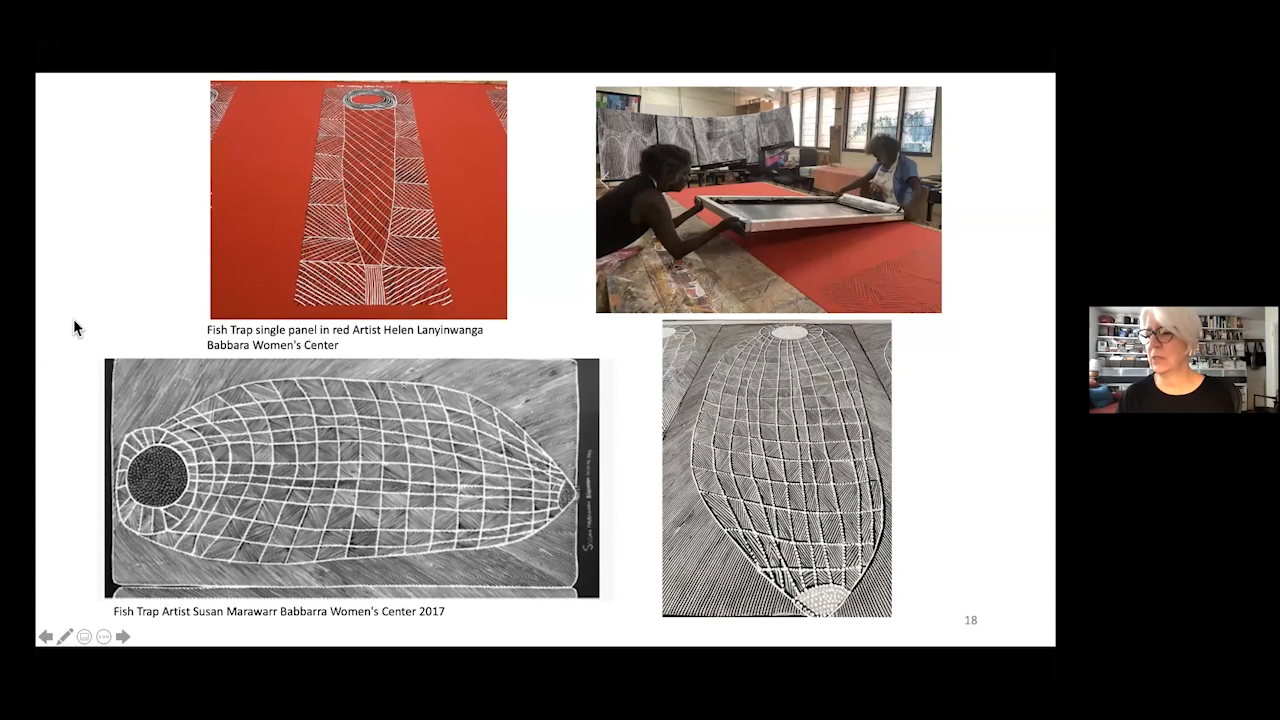 Fish Trap single panel in red Artist Helen Lanyinwanga
Babbara Women's Center
Fish Trap Artist Susan Marawarr Babbarra Women's Center 2017
18